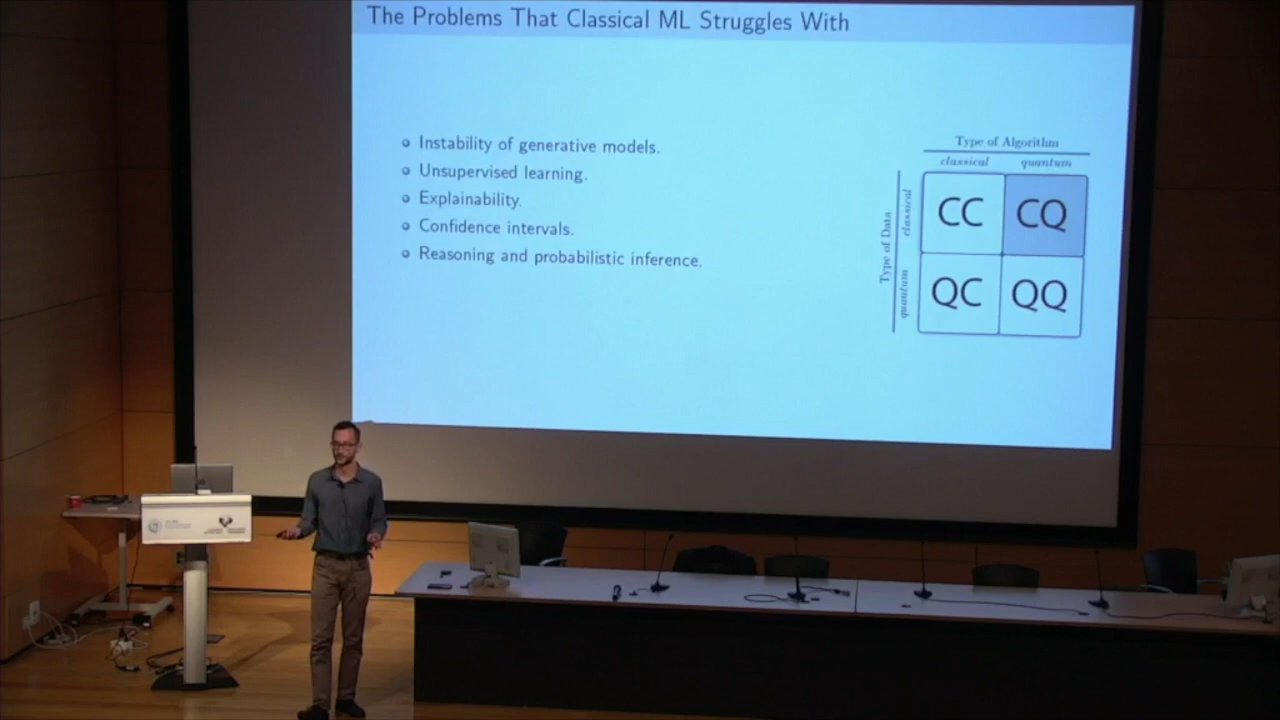 The Problems That Classical ML Struggles With
Instability of generative models.
Unsupervised learning.
Explainability.
Confidence intervals.
Reasoning and probabilistic inference.
Type of Algorithm
classical quantum
Type of Data
classical
quantum
CC CQ
QC QQ